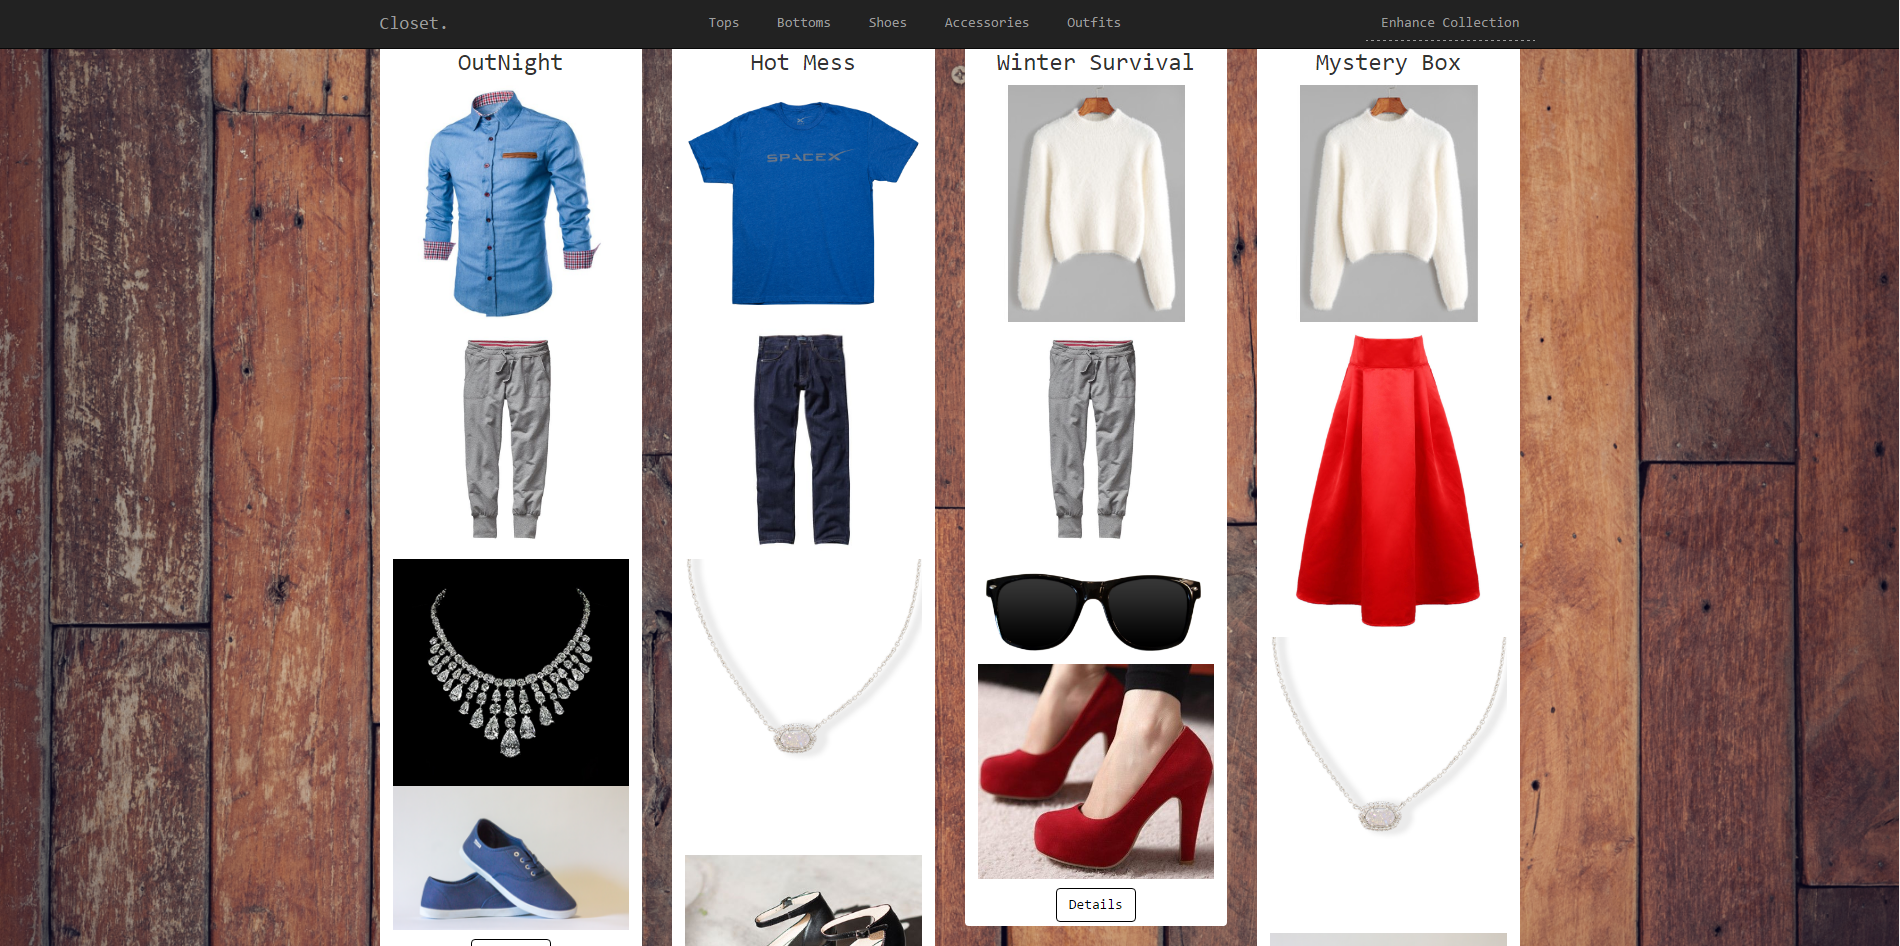 Closet.
Tops
Bottoms
Shoes
Accessories
Outfits
Enhance Collection
OutNight
Hot Mess
Winter Survival
Mystery Box
SPACEX
Details